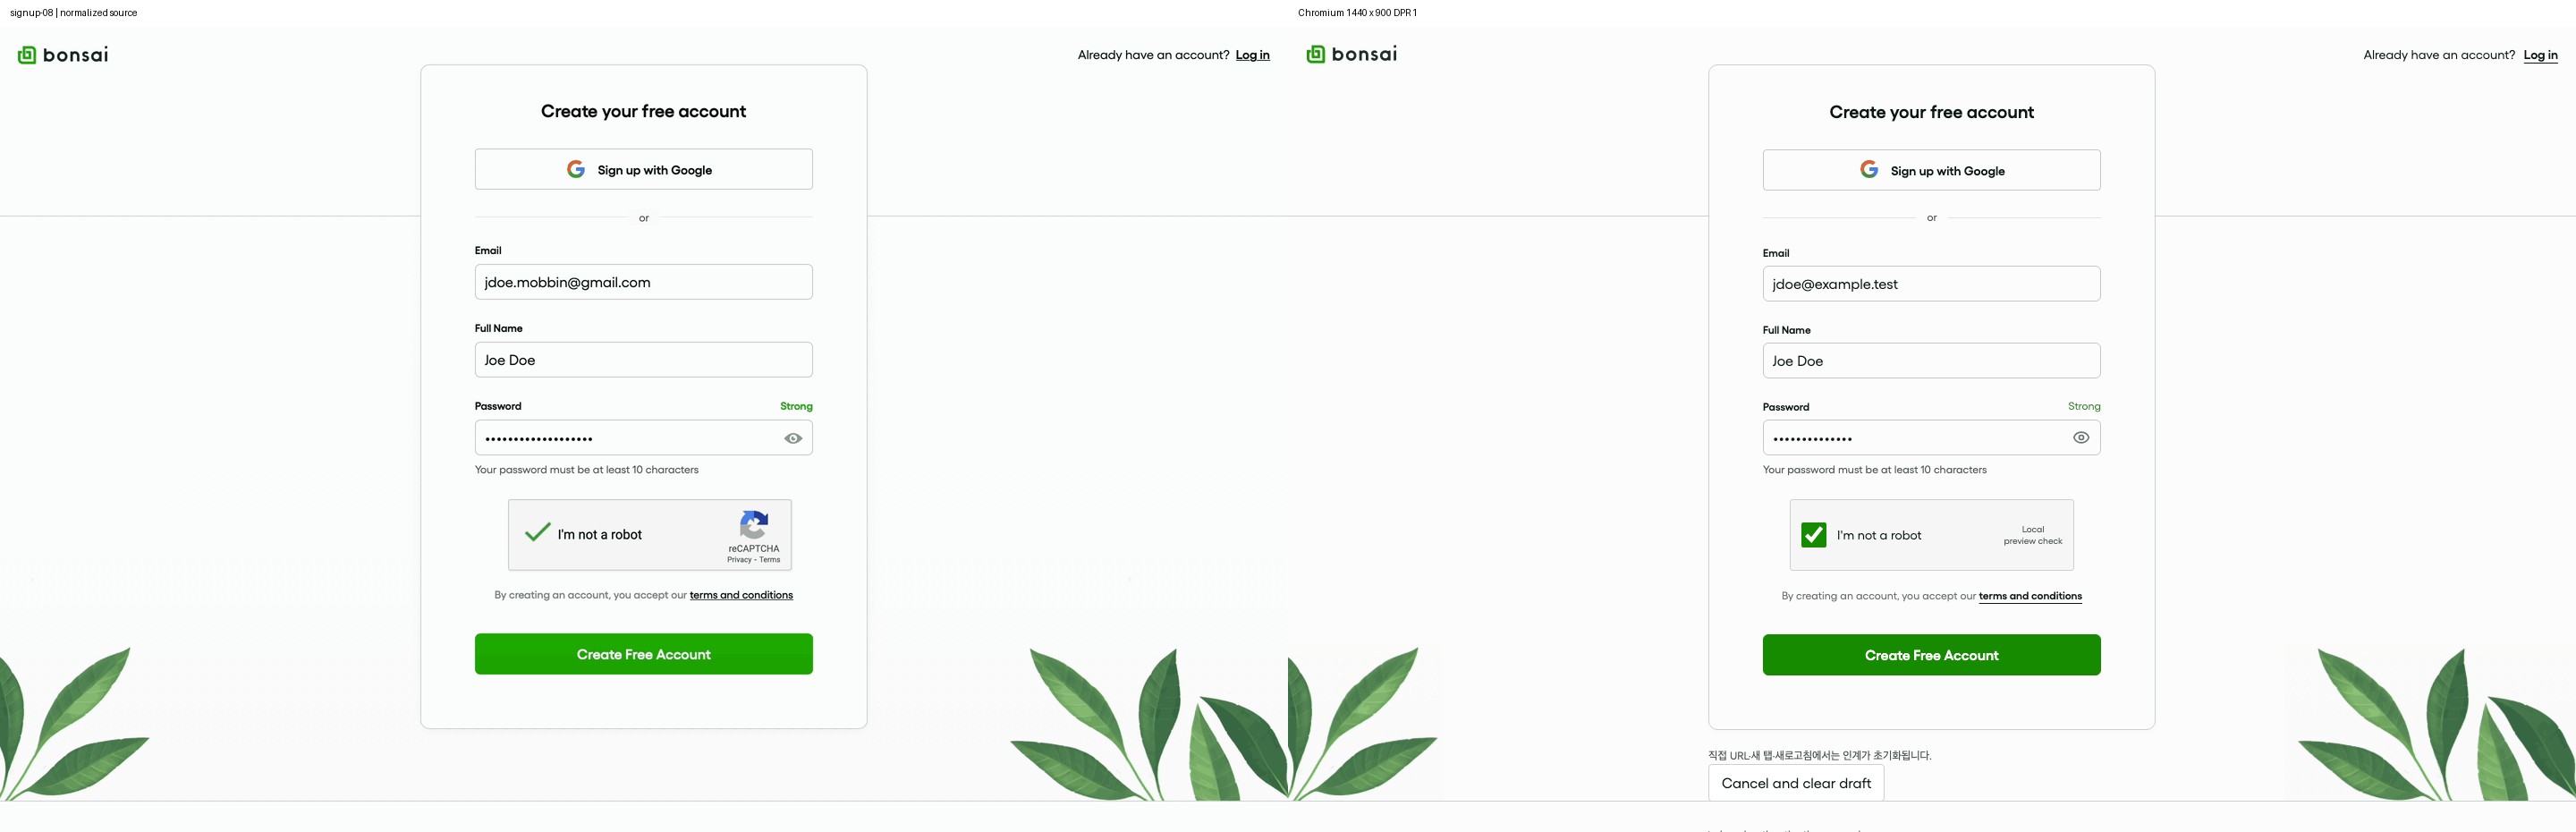 signup-08 | normalized source
bonsai
Already have an account? Log in
Create your free account
Sign up with Google
or
Email
jdoe.mobbin@gmail.com
Full Name
Joe Doe
Password
Strong
•••••••••••••••••••
Your password must be at least 10 characters
I'm not a robot
reCAPTCHA
Privacy - Terms
By creating an account, you accept our terms and conditions
Create Free Account
Chromium 1440 x 900 DPR 1
bonsai
Already have an account? Log in
Create your free account
Sign up with Google
or
Email
jdoe@example.test
Full Name
Joe Doe
Password
Strong
••••••••••••••
Your password must be at least 10 characters
I'm not a robot
Local
preview check
By creating an account, you accept our terms and conditions
Create Free Account
직접 URL·새 탭·새로고침에서는 인계가 초기화됩니다.
Cancel and clear draft